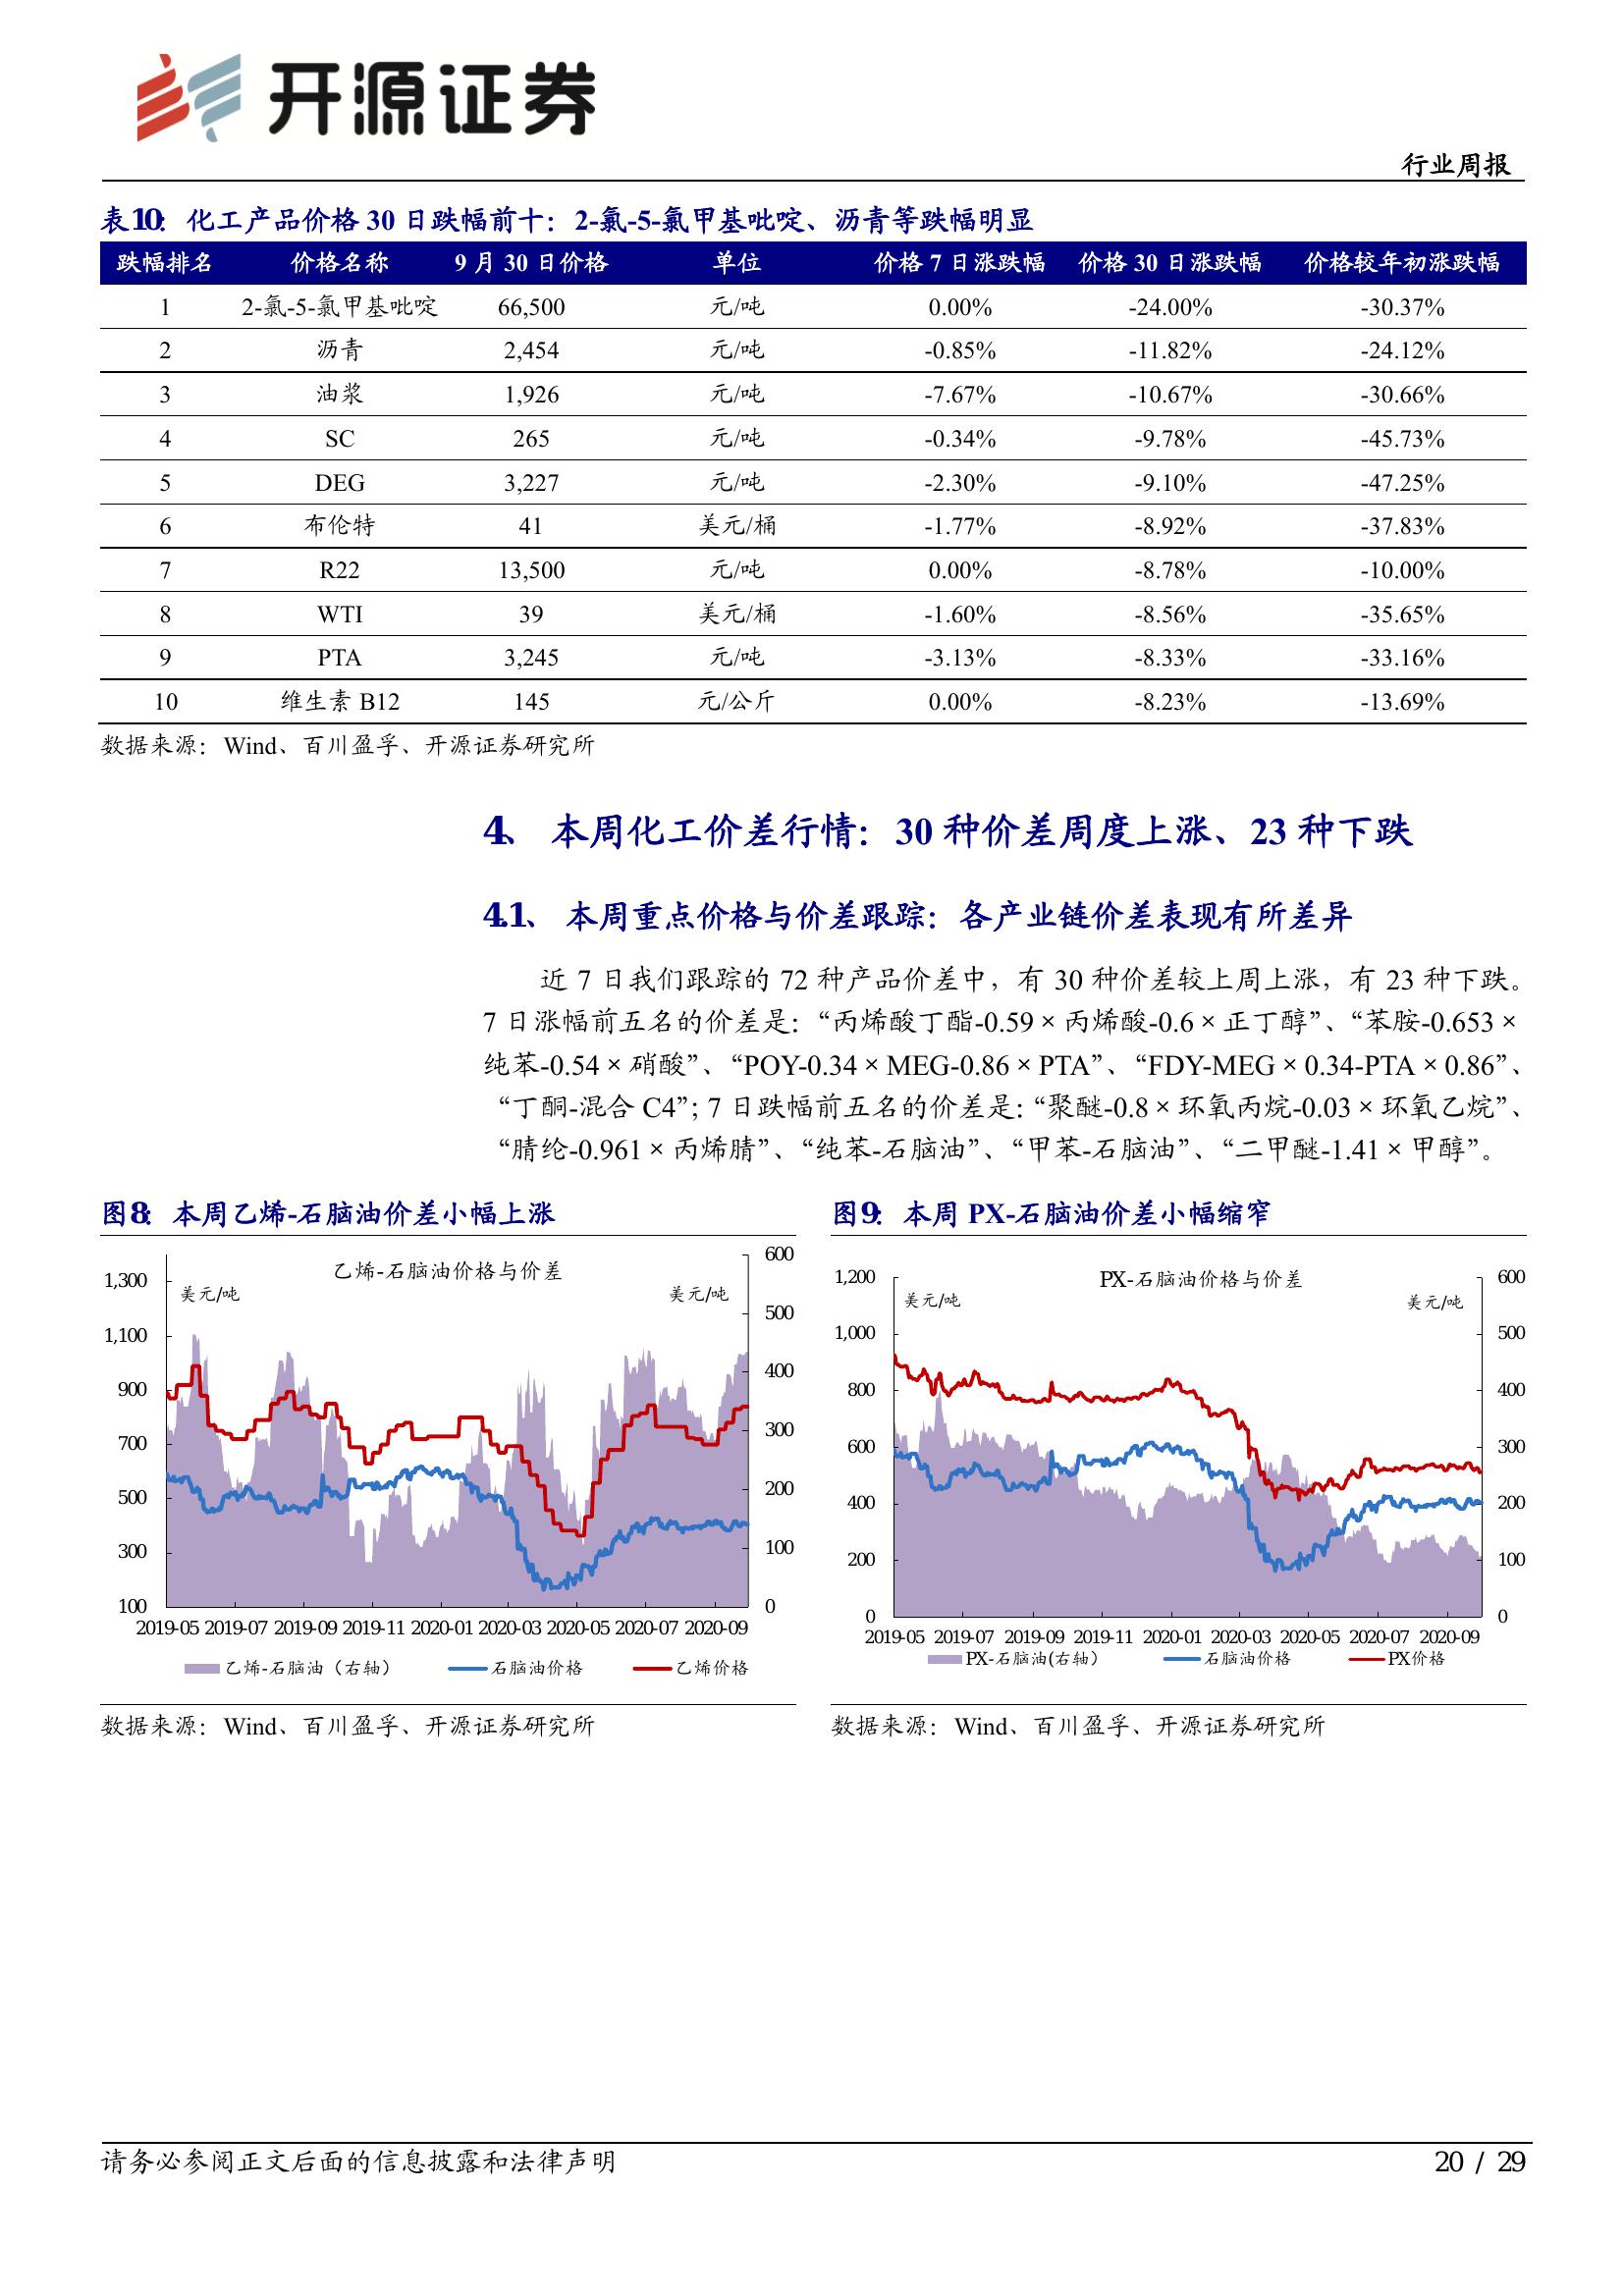 开源证券
行业周报
表10：化工产品价格 30 日跌幅前十：2-氯-5-氯甲基吡啶、沥青等跌幅明显
跌幅排名 价格名称 9 月 30 日价格 单位 价格 7 日涨跌幅 价格 30 日涨跌幅 价格较年初涨跌幅
1 2-氯-5-氯甲基吡啶 66,500 元/吨 0.00% -24.00% -30.37%
2 沥青 2,454 元/吨 -0.85% -11.82% -24.12%
3 油浆 1,926 元/吨 -7.67% -10.67% -30.66%
4 SC 265 元/吨 -0.34% -9.78% -45.73%
5 DEG 3,227 元/吨 -2.30% -9.10% -47.25%
6 布伦特 41 美元/桶 -1.77% -8.92% -37.83%
7 R22 13,500 元/吨 0.00% -8.78% -10.00%
8 WTI 39 美元/桶 -1.60% -8.56% -35.65%
9 PTA 3,245 元/吨 -3.13% -8.33% -33.16%
10 维生素 B12 145 元/公斤 0.00% -8.23% -13.69%
数据来源：Wind、百川盈孚、开源证券研究所
4、 本周化工价差行情：30 种价差周度上涨、23 种下跌
4.1、 本周重点价格与价差跟踪：各产业链价差表现有所差异
近 7 日我们跟踪的 72 种产品价差中，有 30 种价差较上周上涨，有 23 种下跌。
7 日涨幅前五名的价差是：“丙烯酸丁酯-0.59×丙烯酸-0.6×正丁醇”、“苯胺-0.653×
纯苯-0.54×硝酸”、“POY-0.34×MEG-0.86×PTA”、“FDY-MEG×0.34-PTA×0.86”、
“丁酮-混合 C4”；7 日跌幅前五名的价差是：“聚醚-0.8×环氧丙烷-0.03×环氧乙烷”、
“腈纶-0.961×丙烯腈”、“纯苯-石脑油”、“甲苯-石脑油”、“二甲醚-1.41×甲醇”。
图8：本周乙烯-石脑油价差小幅上涨
乙烯-石脑油价格与价差
美元/吨 美元/吨
1,300
1,100
900
700
500
300
100
600
500
400
300
200
100
0
2019-05 2019-07 2019-09 2019-11 2020-01 2020-03 2020-05 2020-07 2020-09
乙烯-石脑油（右轴） 石脑油价格 乙烯价格
数据来源：Wind、百川盈孚、开源证券研究所
图9：本周 PX-石脑油价差小幅缩窄
PX-石脑油价格与价差
美元/吨 美元/吨
1,200
1,000
800
600
400
200
0
600
500
400
300
200
100
0
2019-05 2019-07 2019-09 2019-11 2020-01 2020-03 2020-05 2020-07 2020-09
PX-石脑油(右轴） 石脑油价格 PX价格
数据来源：Wind、百川盈孚、开源证券研究所
请务必参阅正文后面的信息披露和法律声明
20 / 29